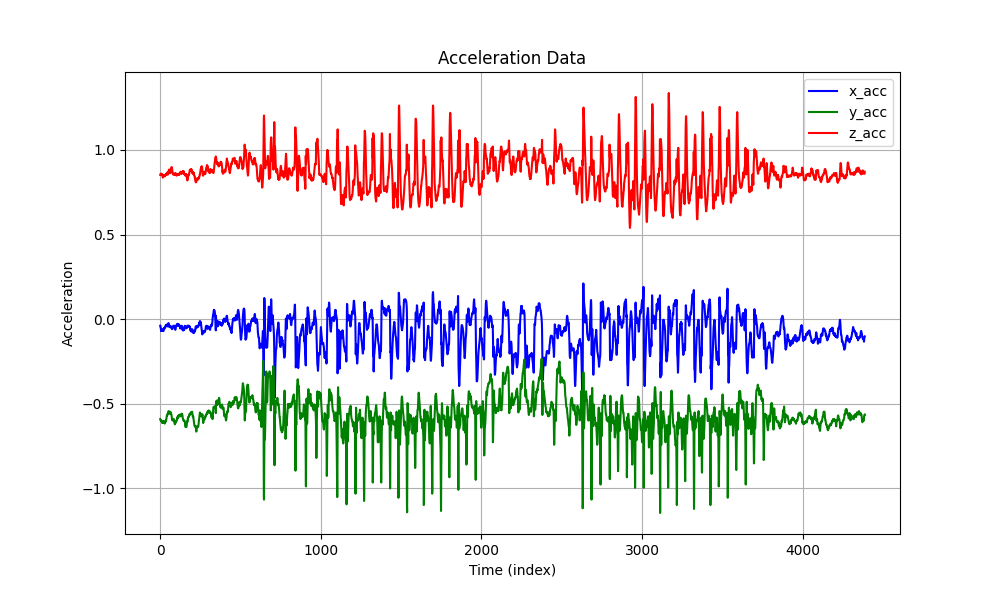 Acceleration Data
x_acc
y_acc
z_acc
1.0
0.5
0.0
−0.5
−1.0
Acceleration
0 1000 2000 3000 4000
Time (index)